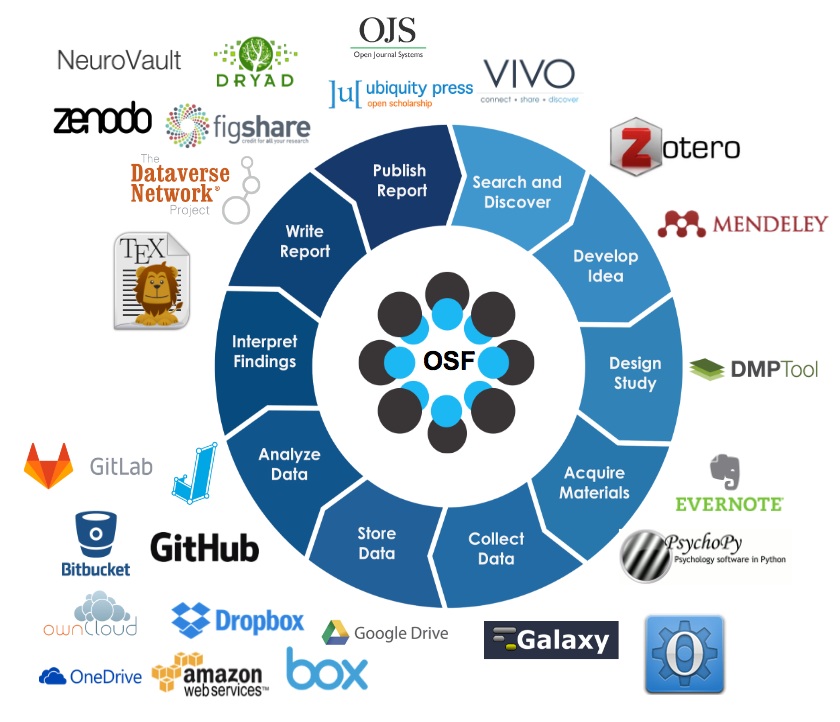 OJS
Open Journal Systems
NeuroVault
DRYAD
]u[ ubiquity press
open scholarship
VIVO
connect • share • discover
zenodo
figshare
credit for all your research
Zotero
The
Dataverse
Network®
Project
MENDELEY
TEX
Publish
Report
Search and
Discover
Write
Report
Develop
Idea
Interpret
Findings
OSF
Design
Study
DMPTool
Analyze
Data
Acquire
Materials
Store
Data
Collect
Data
GitLab
EVERNOTE®
Bitbucket
GitHub
PsychoPy
Psychology software in Python
ownCloud
Dropbox
Google Drive
Galaxy
O
OneDrive
amazon
web services™
box